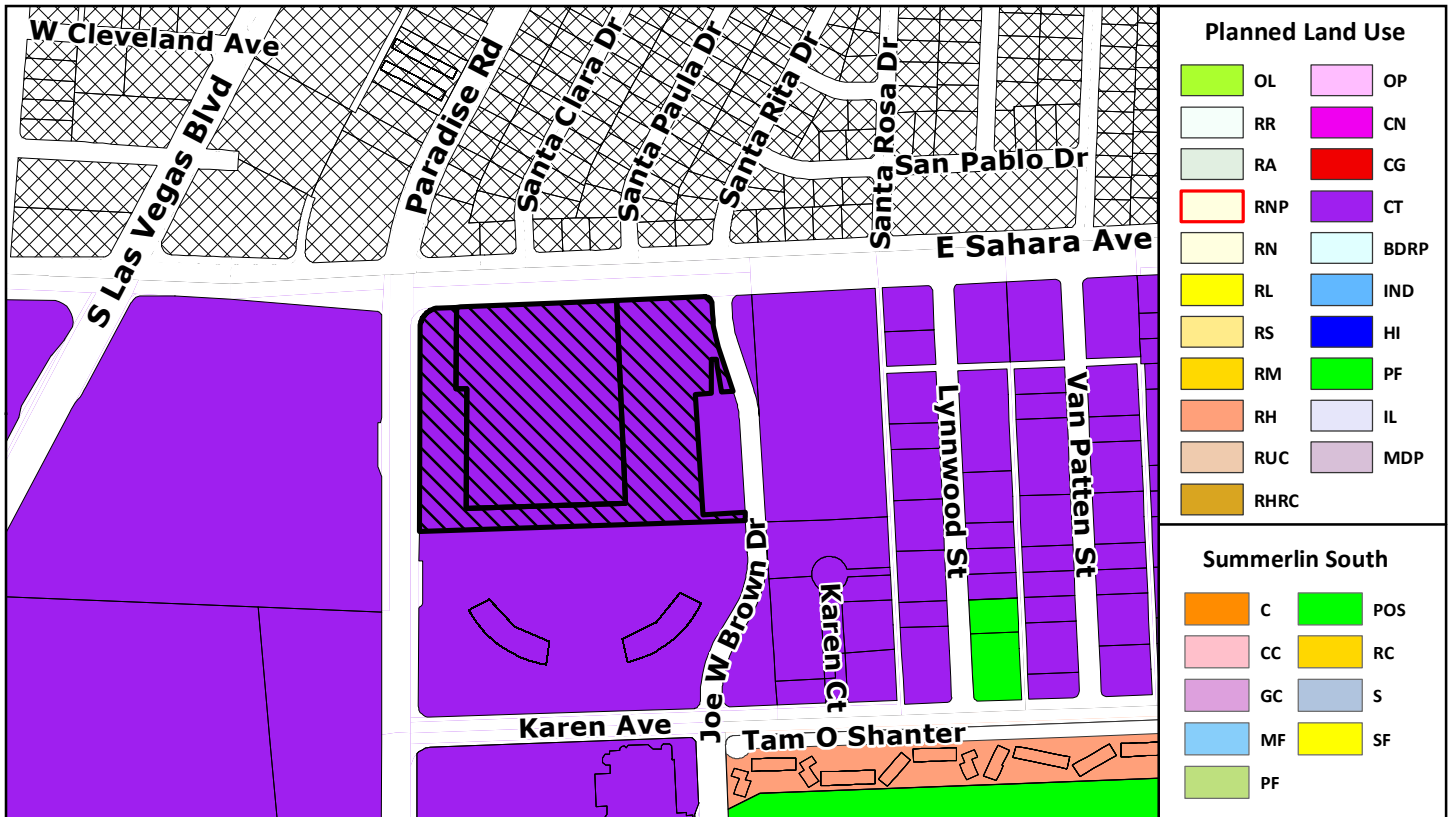 W Cleveland Ave
S Las Vegas Blvd
Paradise Rd
Santa Clara Dr
Santa Paula Dr
Santa Rita Dr
Santa Rosa Dr
San Pablo Dr
E Sahara Ave
Lynnwood St
Van Patten St
Joe W Brown Dr
Karen Ct
Karen Ave
Tam O Shanter
Planned Land Use
OL
OP
RR
CN
RA
CG
RNP
CT
RN
BDRP
RL
IND
RS
HI
RM
PF
RH
IL
RUC
MDP
RHRC
Summerlin South
C
POS
CC
RC
GC
S
MF
SF
PF